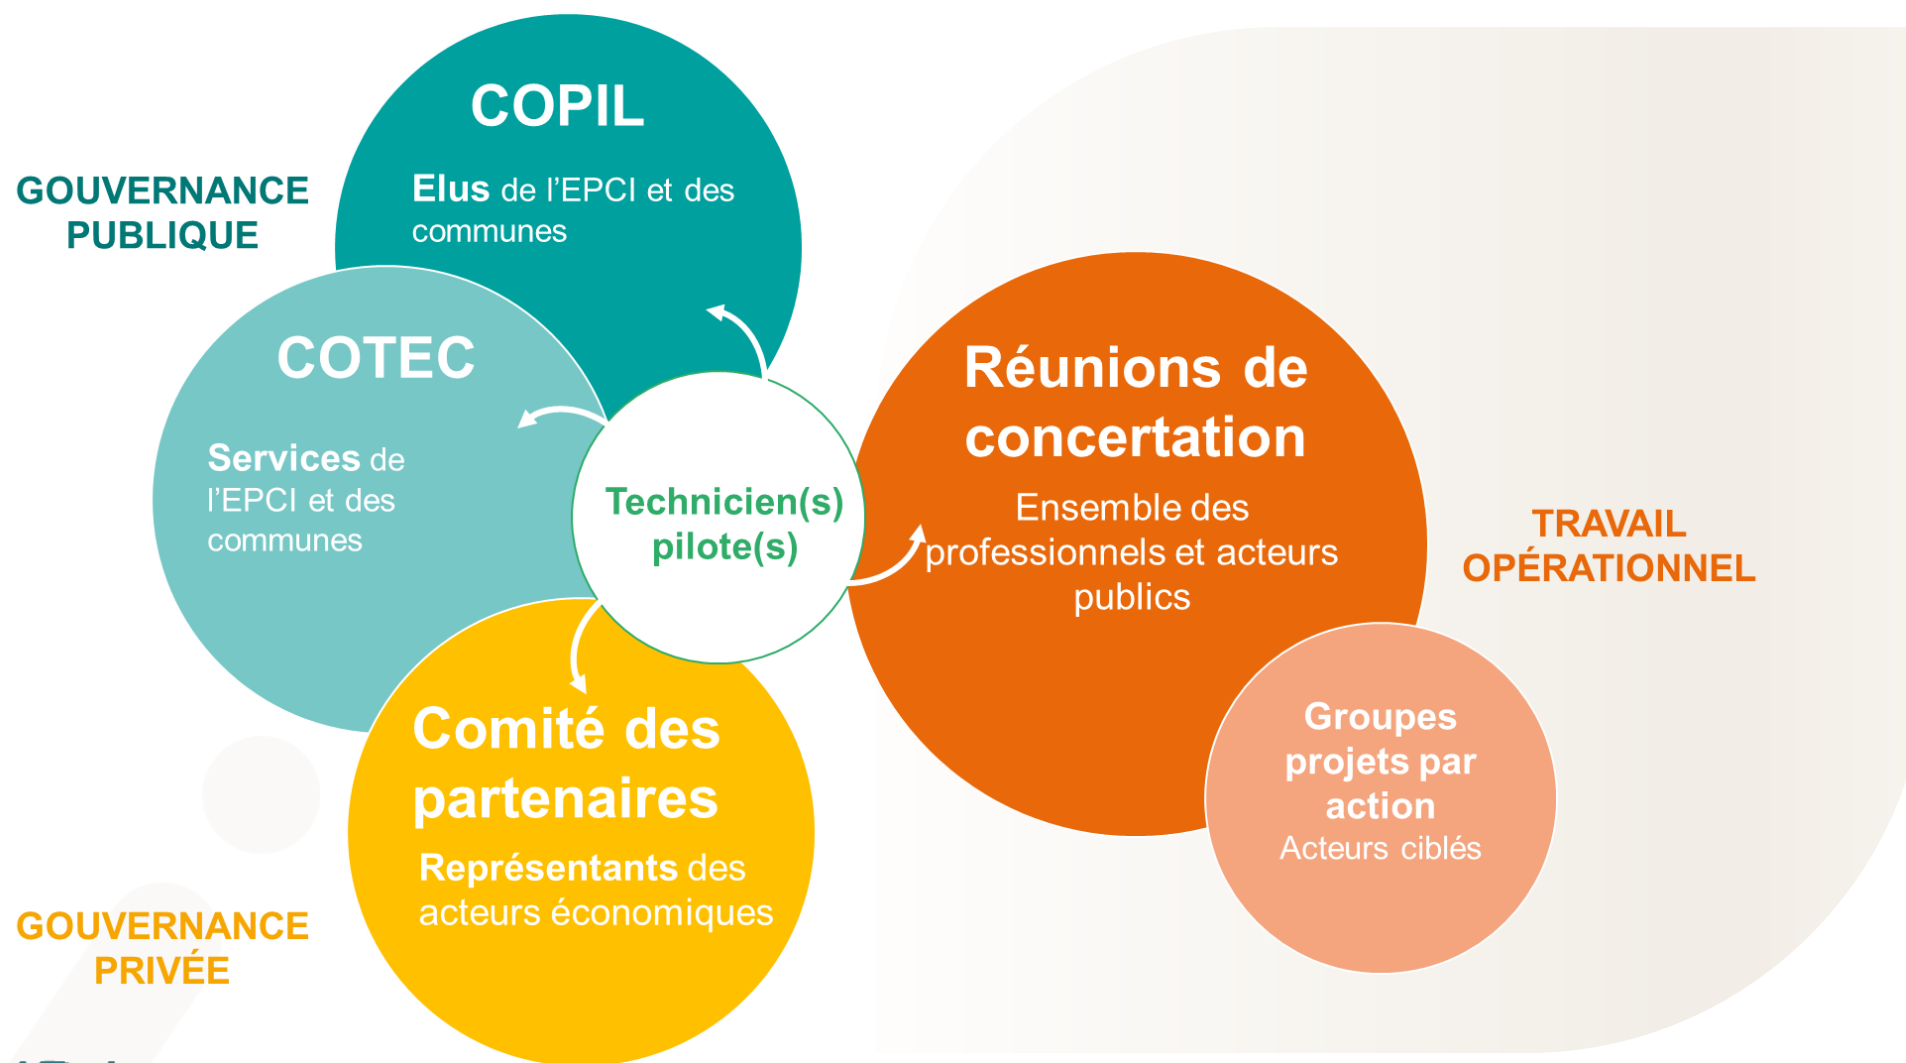 COPIL
Elus de l'EPCI et des
communes
GOUVERNANCE
PUBLIQUE
COTEC
Services de
l'EPCI et des
communes
Technicien(s)
pilote(s)
Réunions de
concertation
Ensemble des
professionnels et acteurs
publics
TRAVAIL
OPÉRATIONNEL
Groupes
projets par
action
Acteurs ciblés
Comité des
partenaires
Représentants des
acteurs économiques
GOUVERNANCE
PRIVÉE